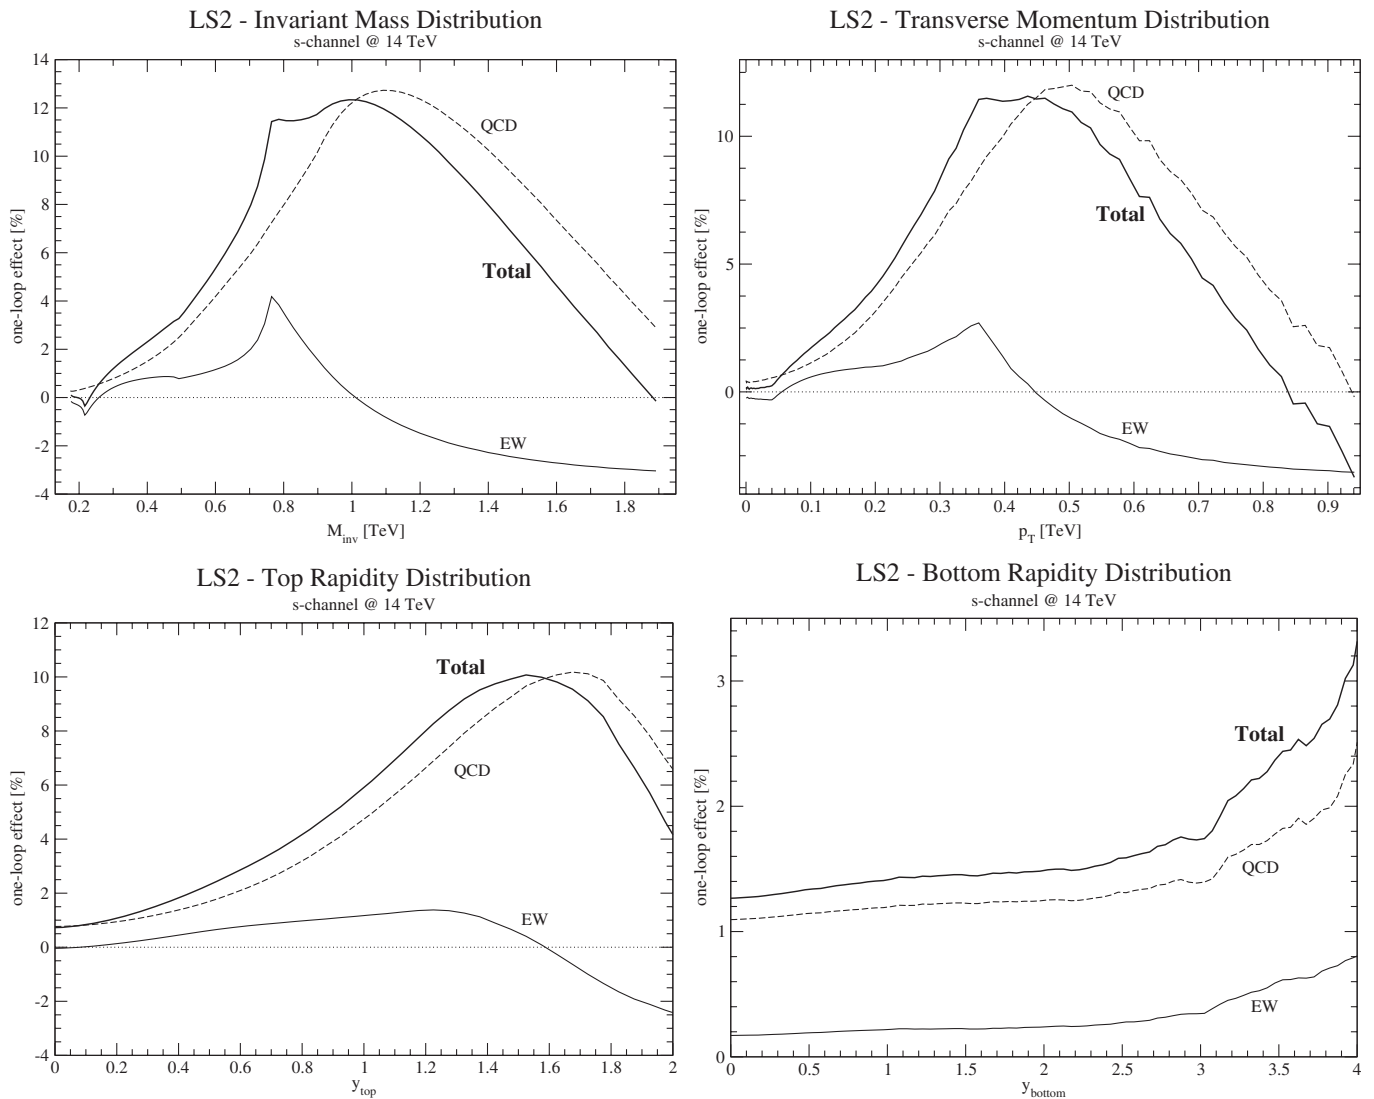 LS2 - Invariant Mass Distribution
s-channel @ 14 TeV
14
12
10
8
6
4
2
0
-2
-4
one-loop effect [%]
QCD
Total
EW
0.2 0.4 0.6 0.8 1 1.2 1.4 1.6 1.8
M_inv [TeV]
LS2 - Transverse Momentum Distribution
s-channel @ 14 TeV
10
5
0
one-loop effect [%]
QCD
Total
EW
0 0.1 0.2 0.3 0.4 0.5 0.6 0.7 0.8 0.9
p_T [TeV]
LS2 - Top Rapidity Distribution
s-channel @ 14 TeV
12
10
8
6
4
2
0
-2
-4
one-loop effect [%]
Total
QCD
EW
0 0.2 0.4 0.6 0.8 1 1.2 1.4 1.6 1.8 2
y_top
LS2 - Bottom Rapidity Distribution
s-channel @ 14 TeV
3
2
1
0
one-loop effect [%]
Total
QCD
EW
0 0.5 1 1.5 2 2.5 3 3.5 4
y_bottom